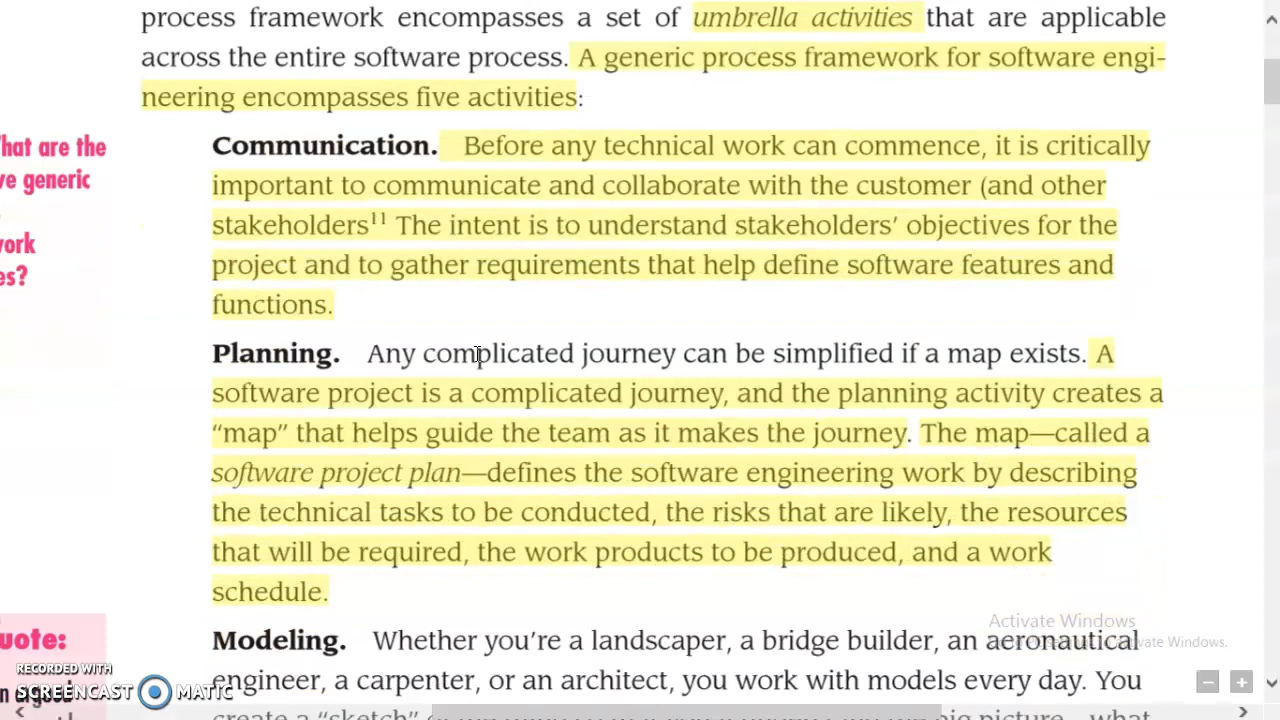 process framework encompasses a set of umbrella activities that are applicable
across the entire software process. A generic process framework for software engi-
neering encompasses five activities:
hat are the
ve generic
vork
es?
Communication. Before any technical work can commence, it is critically
important to communicate and collaborate with the customer (and other
stakeholders11 The intent is to understand stakeholders’ objectives for the
project and to gather requirements that help define software features and
functions.
Planning. Any complicated journey can be simplified if a map exists. A
software project is a complicated journey, and the planning activity creates a
“map” that helps guide the team as it makes the journey. The map—called a
software project plan—defines the software engineering work by describing
the technical tasks to be conducted, the risks that are likely, the resources
that will be required, the work products to be produced, and a work
schedule.
uote:
Modeling. Whether you’re a landscaper, a bridge builder, an aeronautical
engineer, a carpenter, or an architect, you work with models every day. You
create a “sketch”
big picture—what
Activate Windows
Activate Windows.
RECORDED WITH
SCREENCAST MATIC